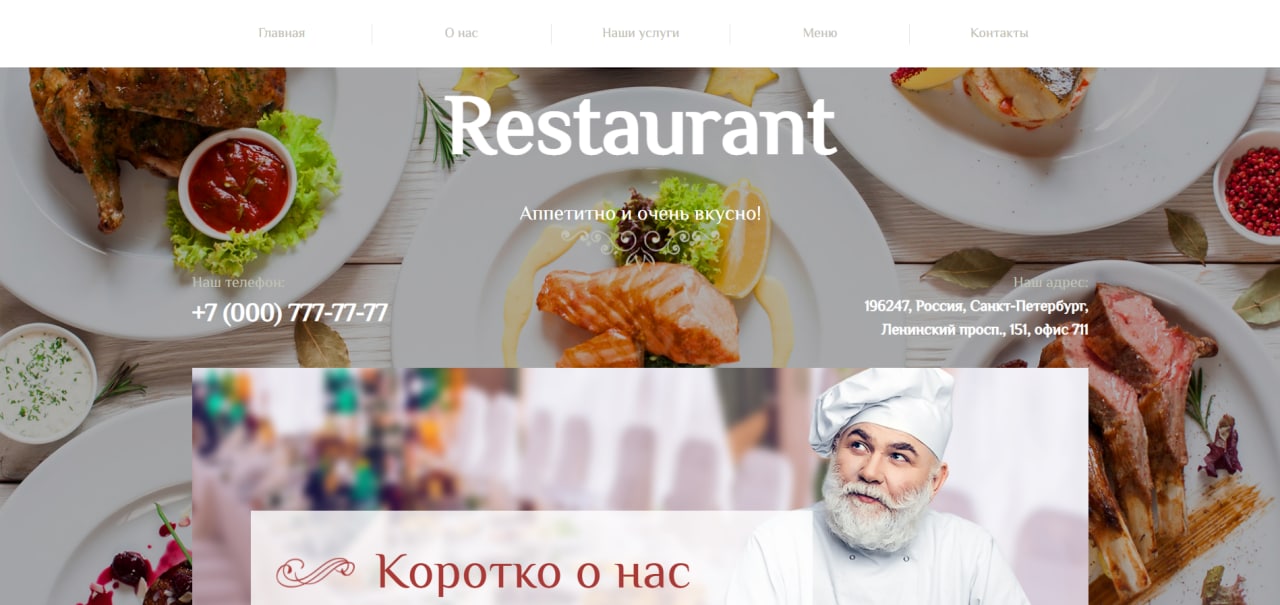 Главная
О нас
Наши услуги
Меню
Контакты
Restaurant
Аппетитно и очень вкусно!
Наш телефон:
+7 (000) 777-77-77
Наш адрес:
196247, Россия, Санкт-Петербург,
Ленинский просп., 151, офис 711
Коротко о нас